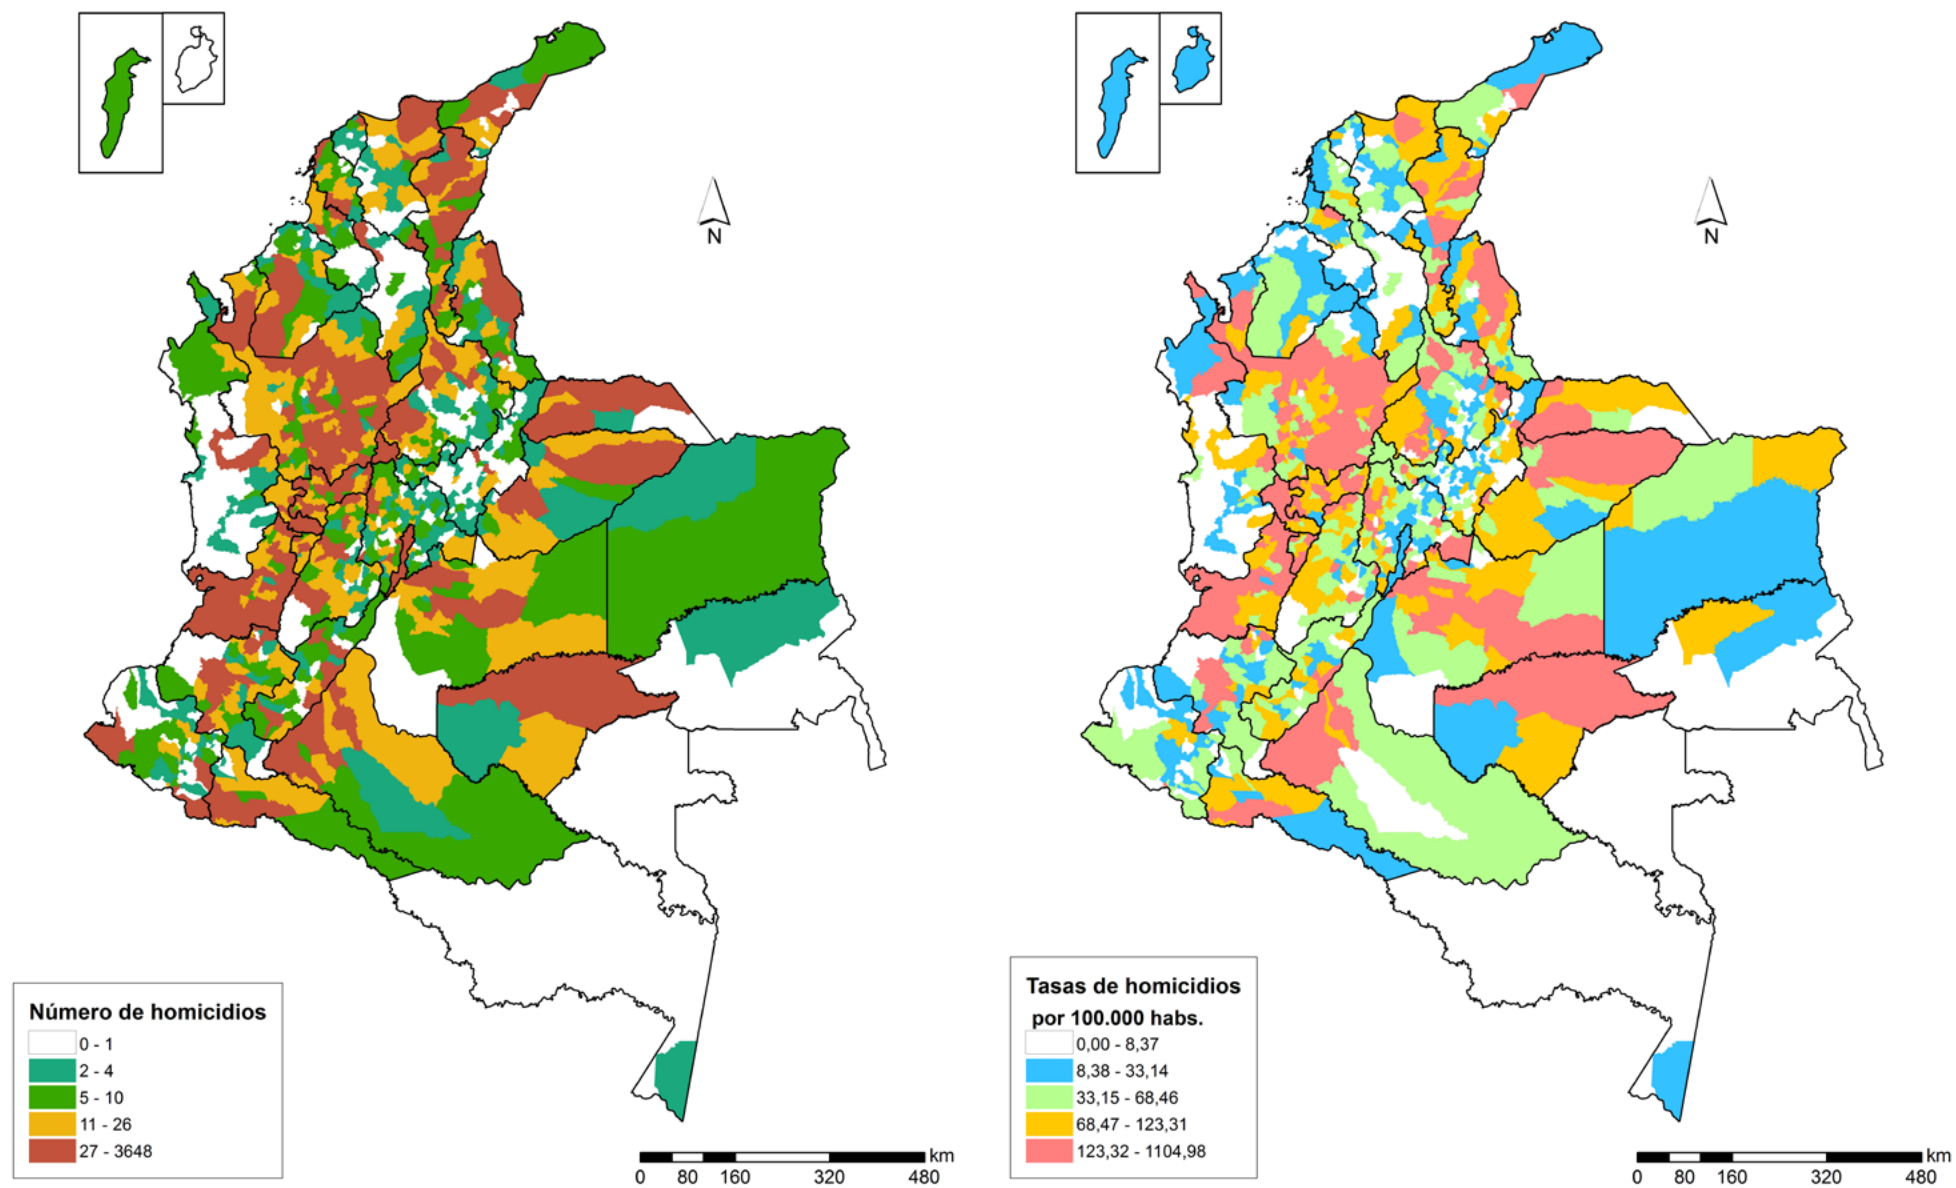 N
Número de homicidios
0 - 1
2 - 4
5 - 10
11 - 26
27 - 3648
km
0 80 160 320 480
N
Tasas de homicidios
por 100.000 habs.
0,00 - 8,37
8,38 - 33,14
33,15 - 68,46
68,47 - 123,31
123,32 - 1104,98
km
0 80 160 320 480